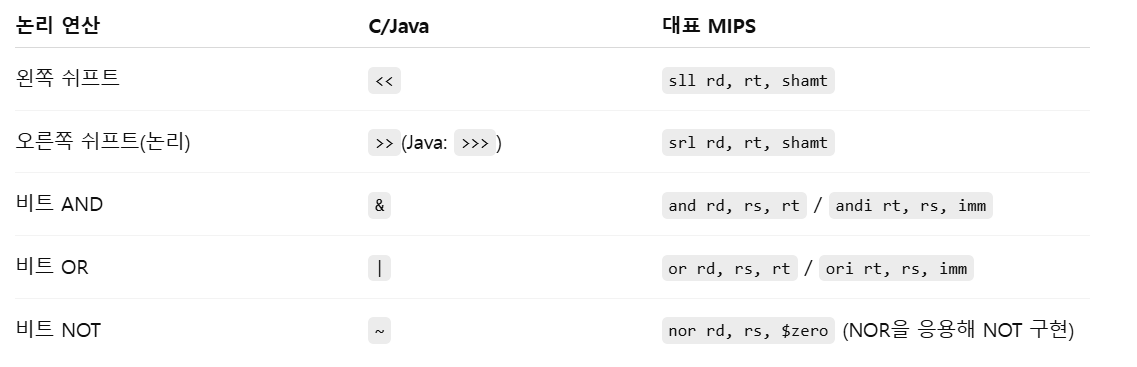 논리 연산 C/Java 대표 MIPS
왼쪽 쉬프트 << sll rd, rt, shamt
오른쪽 쉬프트(논리) >> (Java: >>> ) srl rd, rt, shamt
비트 AND & and rd, rs, rt / andi rt, rs, imm
비트 OR | or rd, rs, rt / ori rt, rs, imm
비트 NOT ~ nor rd, rs, $zero (NOR을 응용해 NOT 구현)